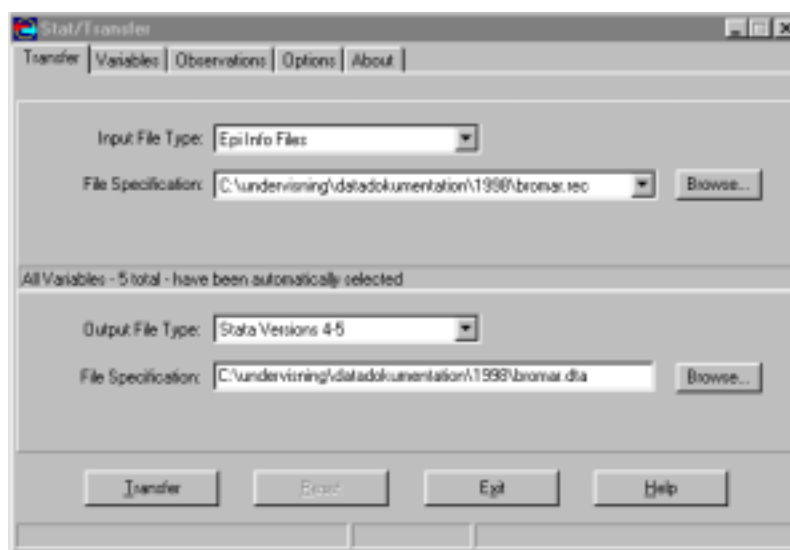 Stat/Transfer
Transfer Variables Observations Options About
Input File Type: Epi Info Files
File Specification: C:\undervisning\datadokumentation\1998\bromar.rec Browse...
All Variables - 5 total - have been automatically selected
Output File Type: Stata Versions 4-5
File Specification: C:\undervisning\datadokumentation\1998\bromar.dta Browse...
Transfer Exit Help